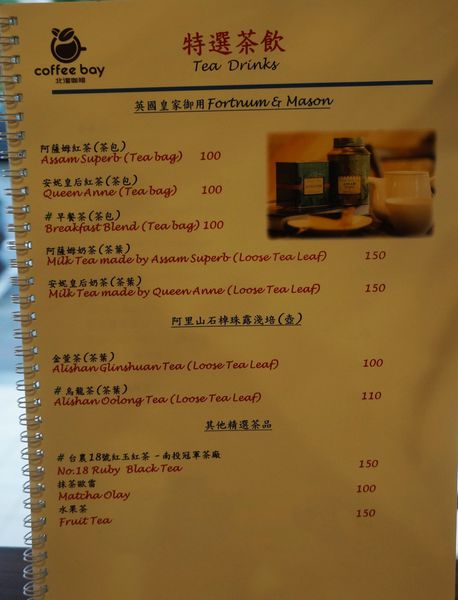 coffee bay
北灣咖啡
特選茶飲
Tea Drinks
英國皇家御用 Fortnum & Mason
阿薩姆紅茶(茶包)
Assam Superb (Tea bag) 100
安妮皇后紅茶(茶包)
Queen Anne (Tea bag) 100
# 早餐茶(茶包)
Breakfast Blend (Tea bag) 100
阿薩姆奶茶(茶葉)
Milk Tea made by Assam Superb (Loose Tea Leaf) 150
安妮皇后奶茶(茶葉)
Milk Tea made by Queen Anne (Loose Tea Leaf) 150
阿里山石棹珠露淺培(壺)
金萱茶(茶葉)
Alishan Glinshuan Tea (Loose Tea Leaf) 100
# 烏龍茶(茶葉)
Alishan Oolong Tea (Loose Tea Leaf) 110
其他精選茶品
# 台農18號紅玉紅茶 - 南投冠軍茶廠
No.18 Ruby Black Tea 150
抹茶歐蕾
Matcha Olay 100
水果茶
Fruit Tea 150